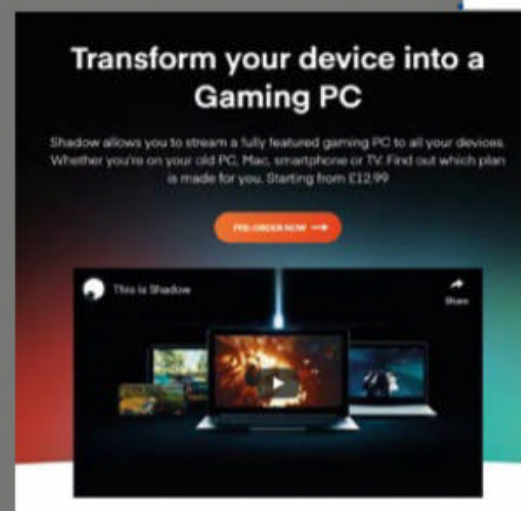 Transform your device into a
Gaming PC
Shadow allows you to stream a fully featured gaming PC to all your devices.
Whether you're on your old PC, Mac, smartphone or TV. Find out which plan
is made for you. Starting from £12.99
PRE-ORDER NOW
This is Shadow
Share